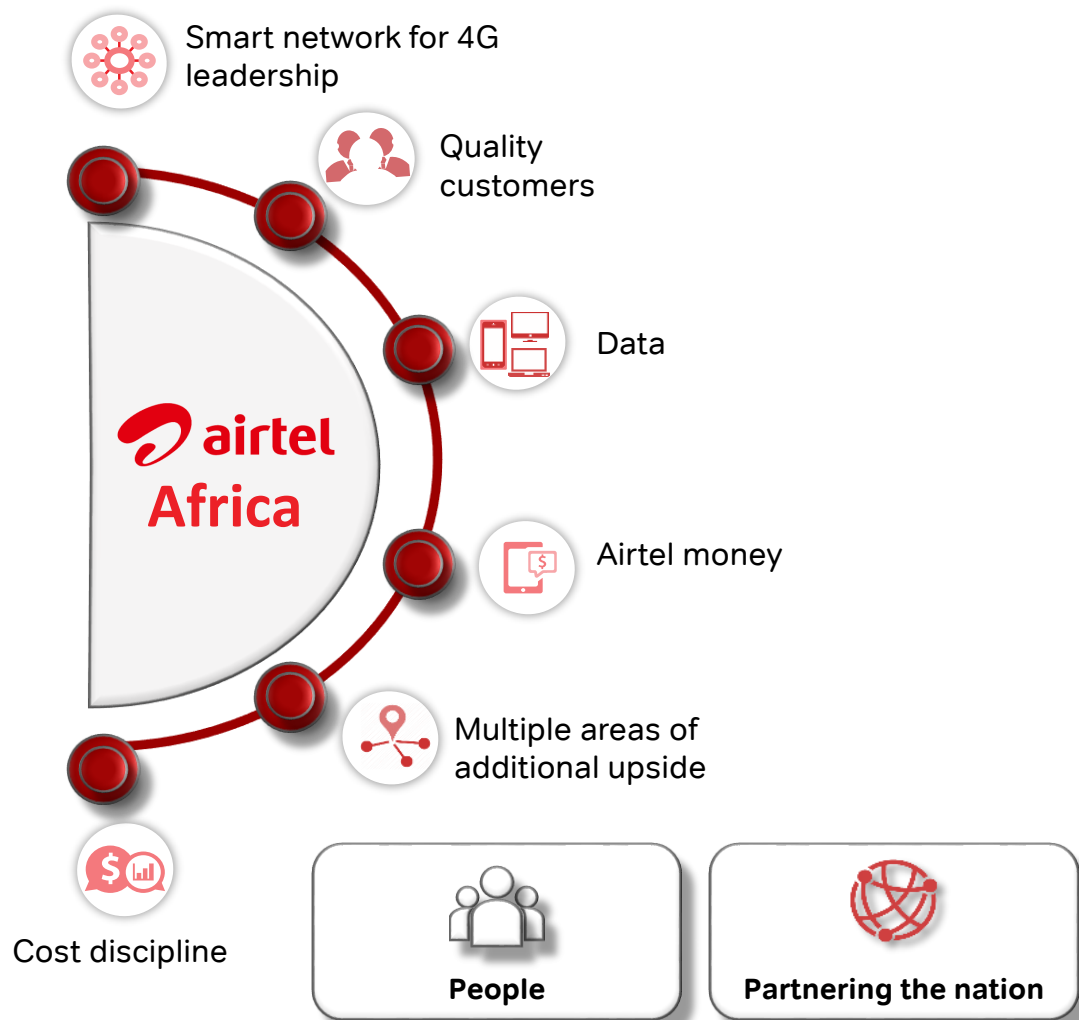 Smart network for 4G
leadership
Quality
customers
Data
airtel
Africa
Airtel money
Multiple areas of
additional upside
$
$
Cost discipline
People
Partnering the nation